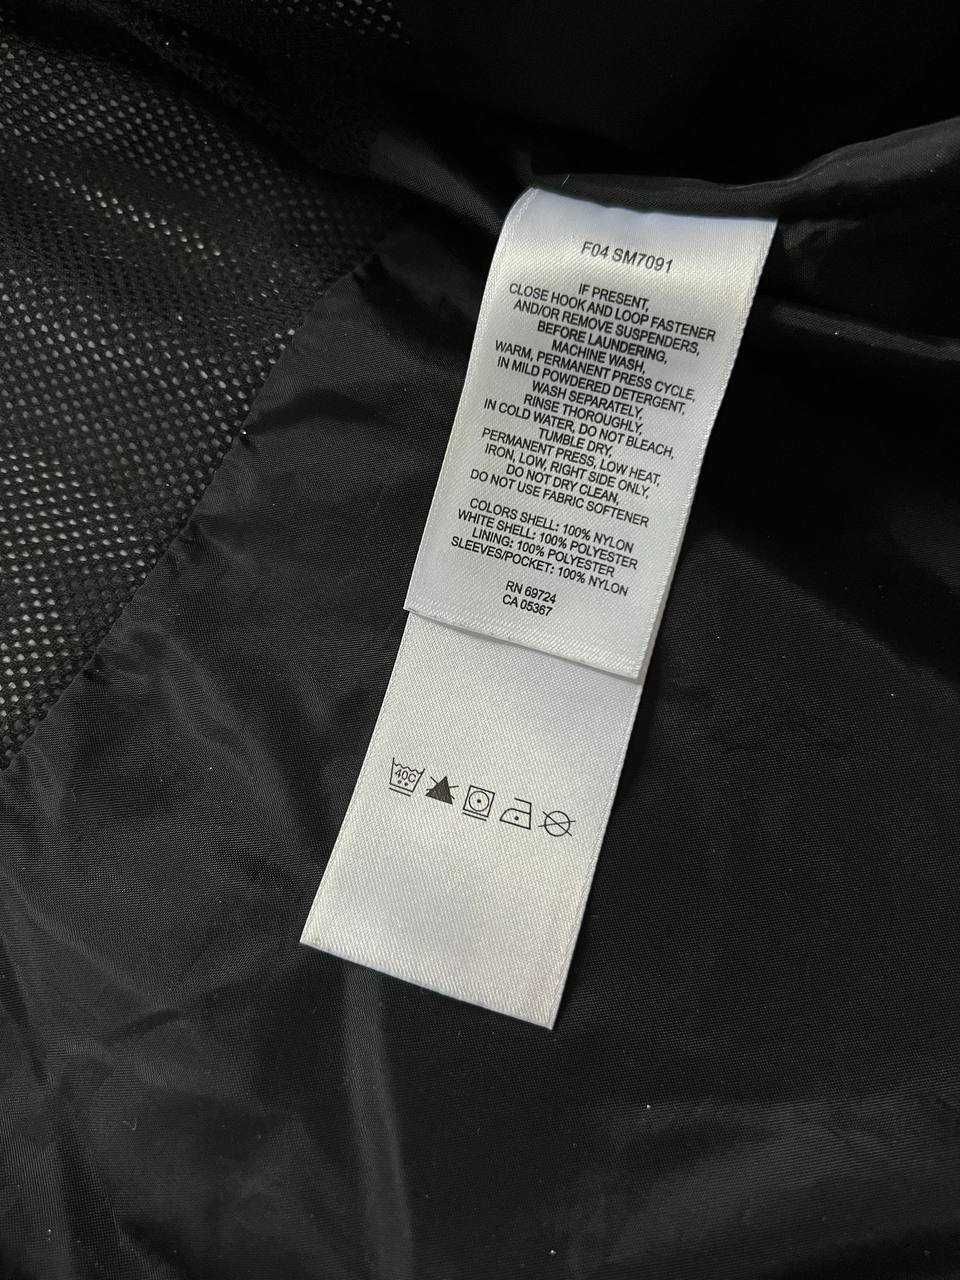 F04 SM7091
IF PRESENT,
CLOSE HOOK AND LOOP FASTENER
AND/OR REMOVE SUSPENDERS,
BEFORE LAUNDERING,
MACHINE WASH,
WARM, PERMANENT PRESS CYCLE,
IN MILD POWDERED DETERGENT,
WASH SEPARATELY,
RINSE THOROUGHLY,
IN COLD WATER, DO NOT BLEACH,
TUMBLE DRY,
PERMANENT PRESS, LOW HEAT,
IRON, LOW, RIGHT SIDE ONLY,
DO NOT DRY CLEAN,
DO NOT USE FABRIC SOFTENER
COLORS SHELL: 100% NYLON
WHITE SHELL: 100% POLYESTER
LINING: 100% POLYESTER
SLEEVES/POCKET: 100% NYLON
RN 69724
CA 05367
40C